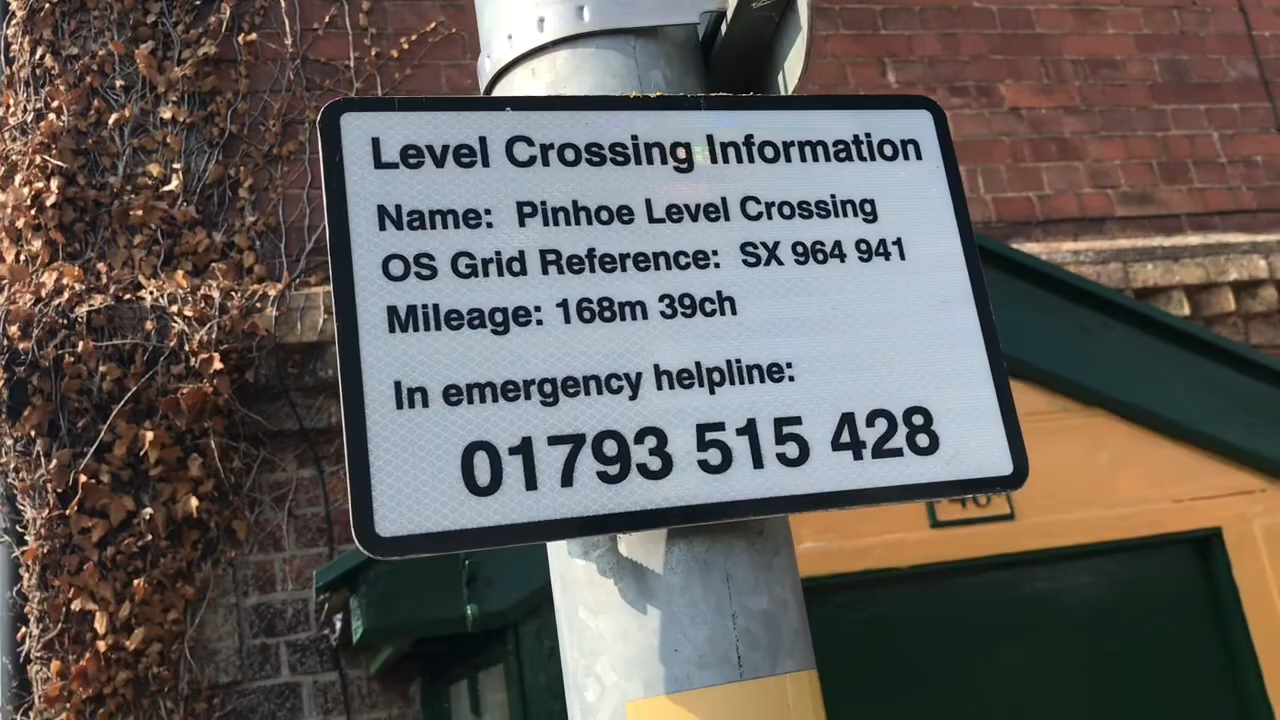 Level Crossing Information
Name: Pinhoe Level Crossing
OS Grid Reference: SX 964 941
Mileage: 168m 39ch
In emergency helpline:
01793 515 428